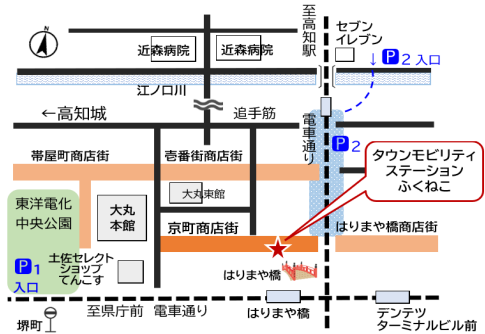 至高知駅
セブン
イレブン
近森病院
近森病院
P2 入口
江ノ口川
←高知城
追手筋
電車通り
P2
帯屋町商店街
壱番街商店街
タウンモビリティ
ステーション
ふくねこ
大丸東館
東洋電化
中央公園
大丸
本館
京町商店街
はりまや橋商店街
土佐セレクト
ショップ
てんこす
P1
入口
はりまや橋
至県庁前 電車通り
堺町
はりまや橋
デンテツ
ターミナルビル前